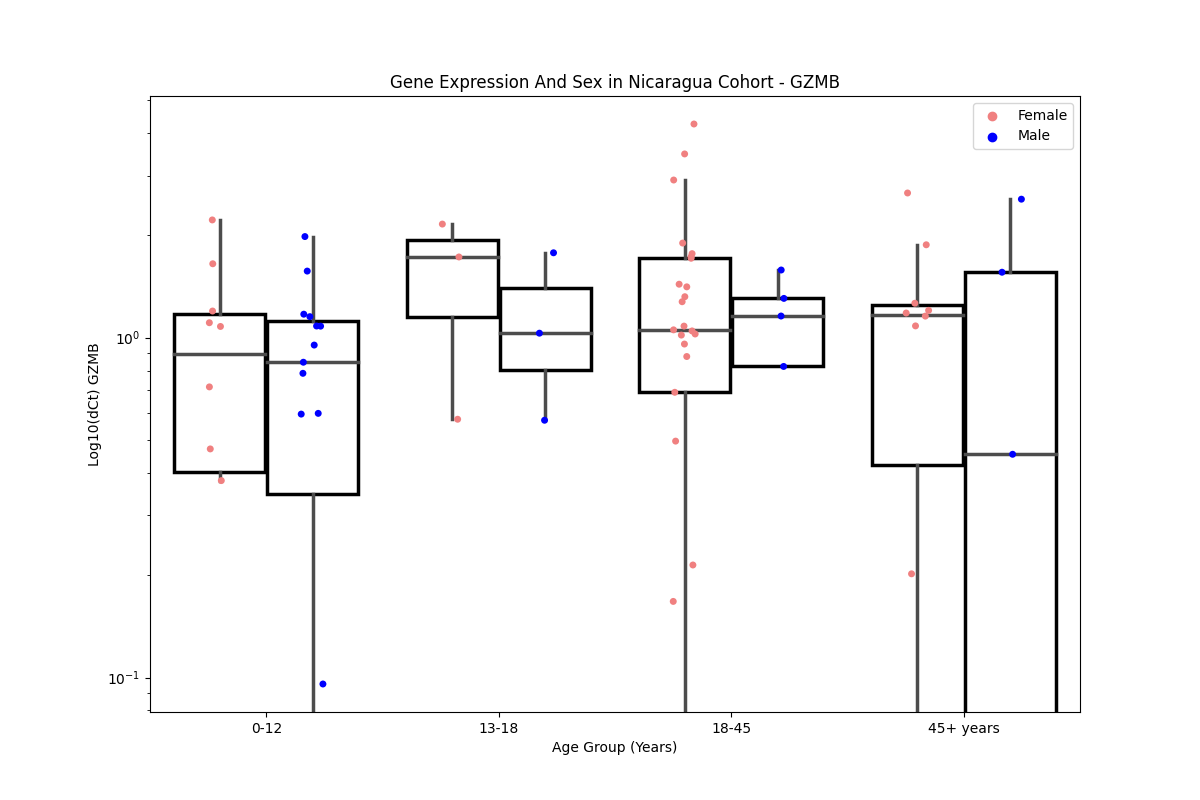 Gene Expression And Sex in Nicaragua Cohort - GZMB
Female
Male
Log10(dCt) GZMB
10⁰
10⁻¹
0-12
13-18
18-45
45+ years
Age Group (Years)